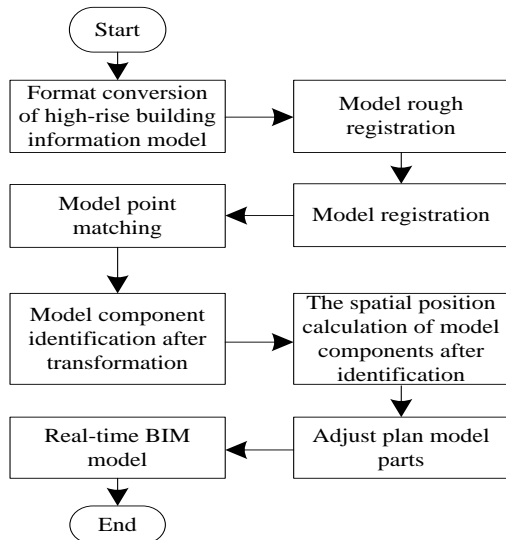 Start
Format conversion
of high-rise building
information model
Model rough
registration
Model registration
Model point
matching
Model component
identification after
transformation
The spatial position
calculation of model
components after
identification
Adjust plan model
parts
Real-time BIM
model
End